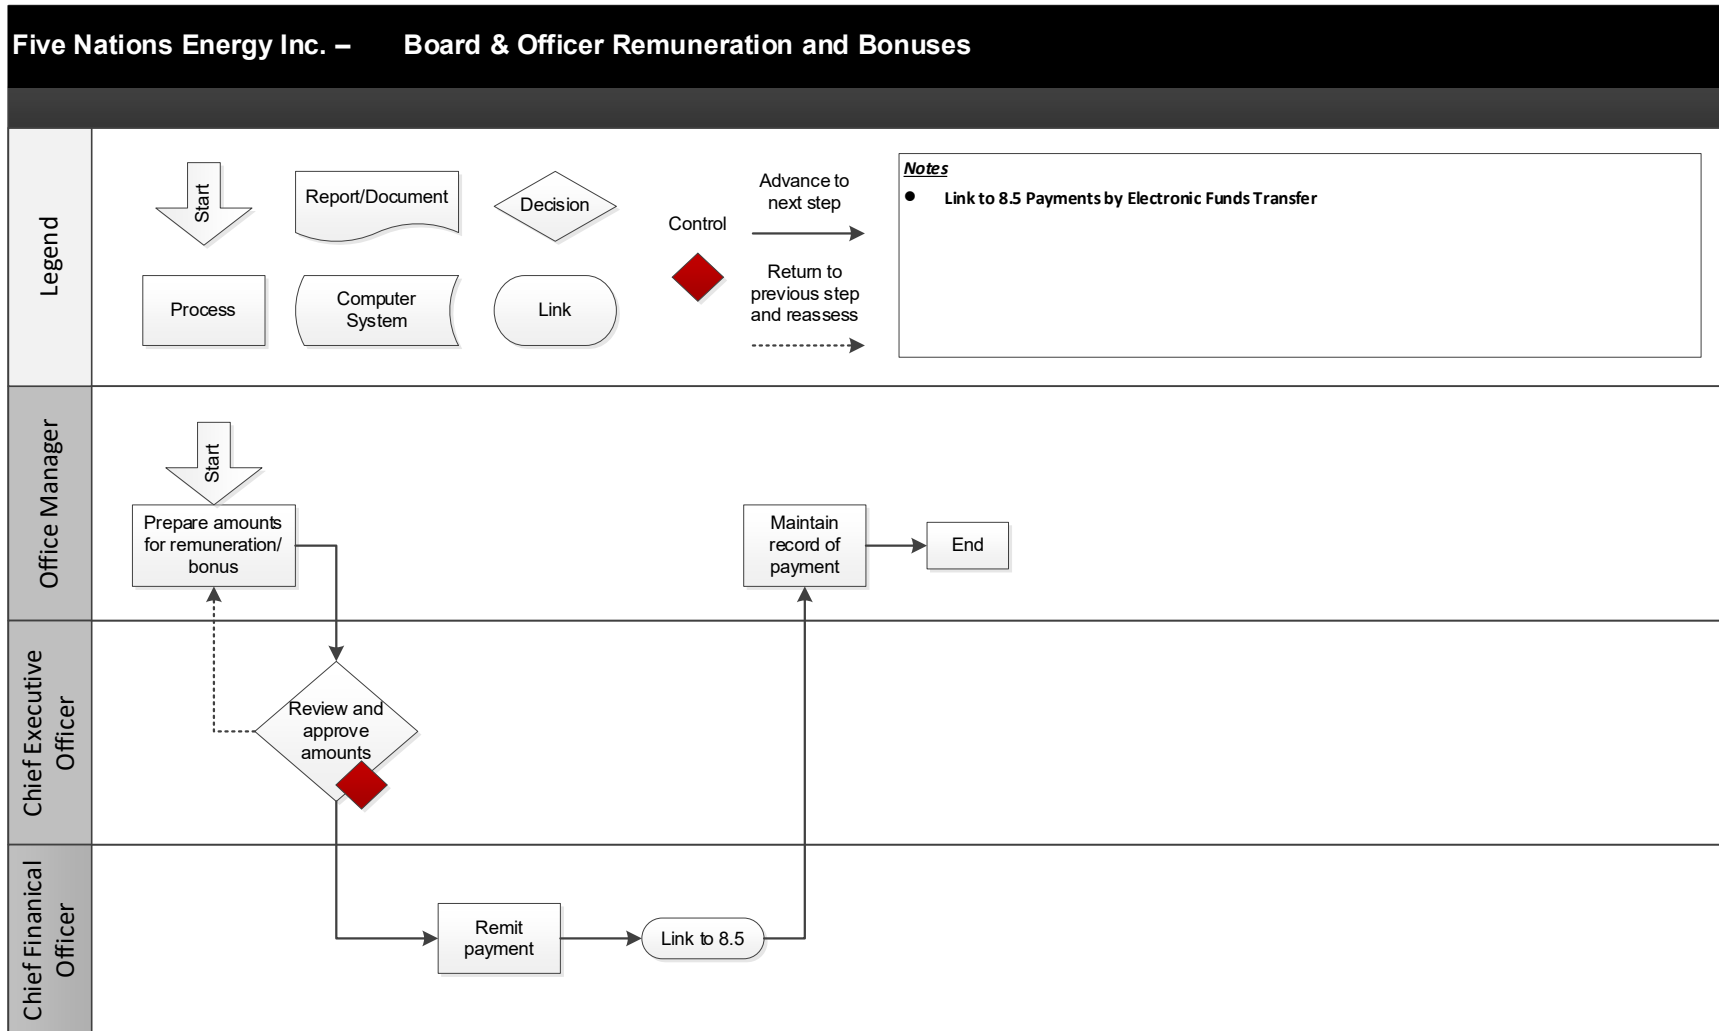 Five Nations Energy Inc. – Board & Officer Remuneration and Bonuses
Legend
Start
Report/Document
Decision
Process
Computer
System
Link
Control
Advance to
next step
Return to
previous step
and reassess
Notes
● Link to 8.5 Payments by Electronic Funds Transfer
Office Manager
Start
Prepare amounts
for remuneration/
bonus
Maintain
record of
payment
End
Chief Executive
Officer
Review and
approve
amounts
Chief Finanical
Officer
Remit
payment
Link to 8.5